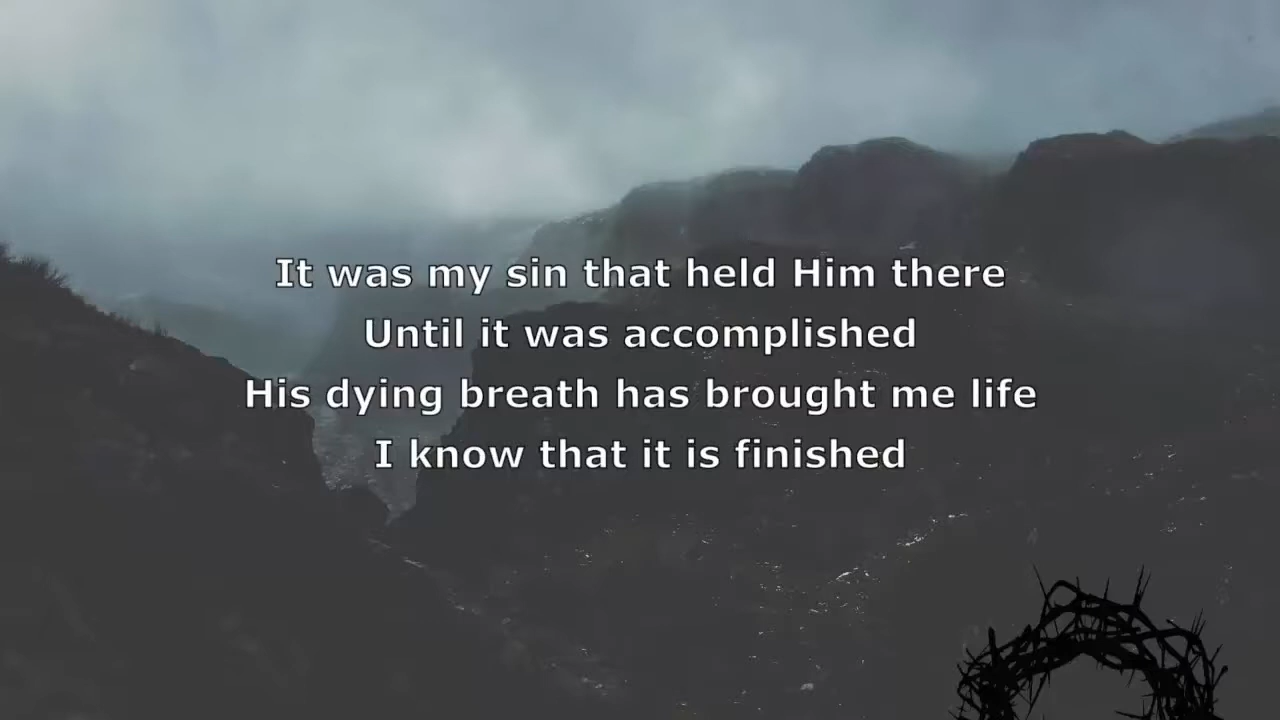 It was my sin that held Him there
Until it was accomplished
His dying breath has brought me life
I know that it is finished